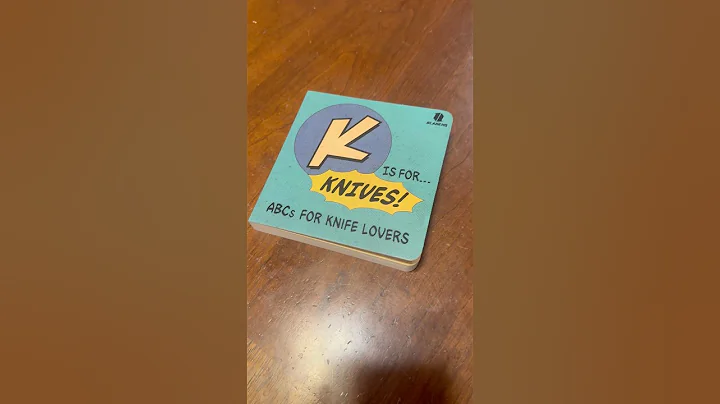 K
IS FOR...
KNIVES!
ABCs FOR KNIFE LOVERS